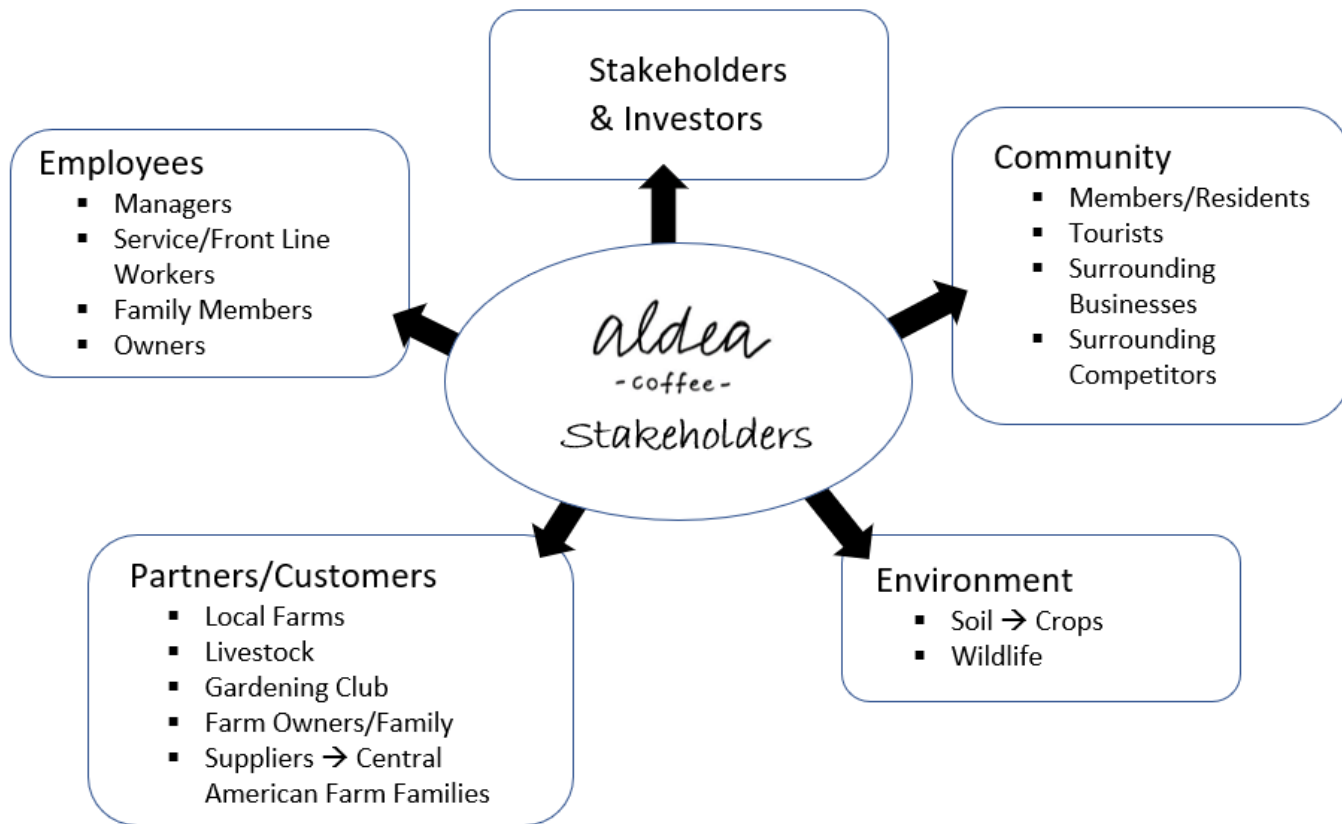 Stakeholders
& Investors
Employees
▪ Managers
▪ Service/Front Line
Workers
▪ Family Members
▪ Owners
Community
▪ Members/Residents
▪ Tourists
▪ Surrounding
Businesses
▪ Surrounding
Competitors
aldea
-coffee-
Stakeholders
Partners/Customers
▪ Local Farms
▪ Livestock
▪ Gardening Club
▪ Farm Owners/Family
▪ Suppliers → Central
American Farm Families
Environment
▪ Soil → Crops
▪ Wildlife